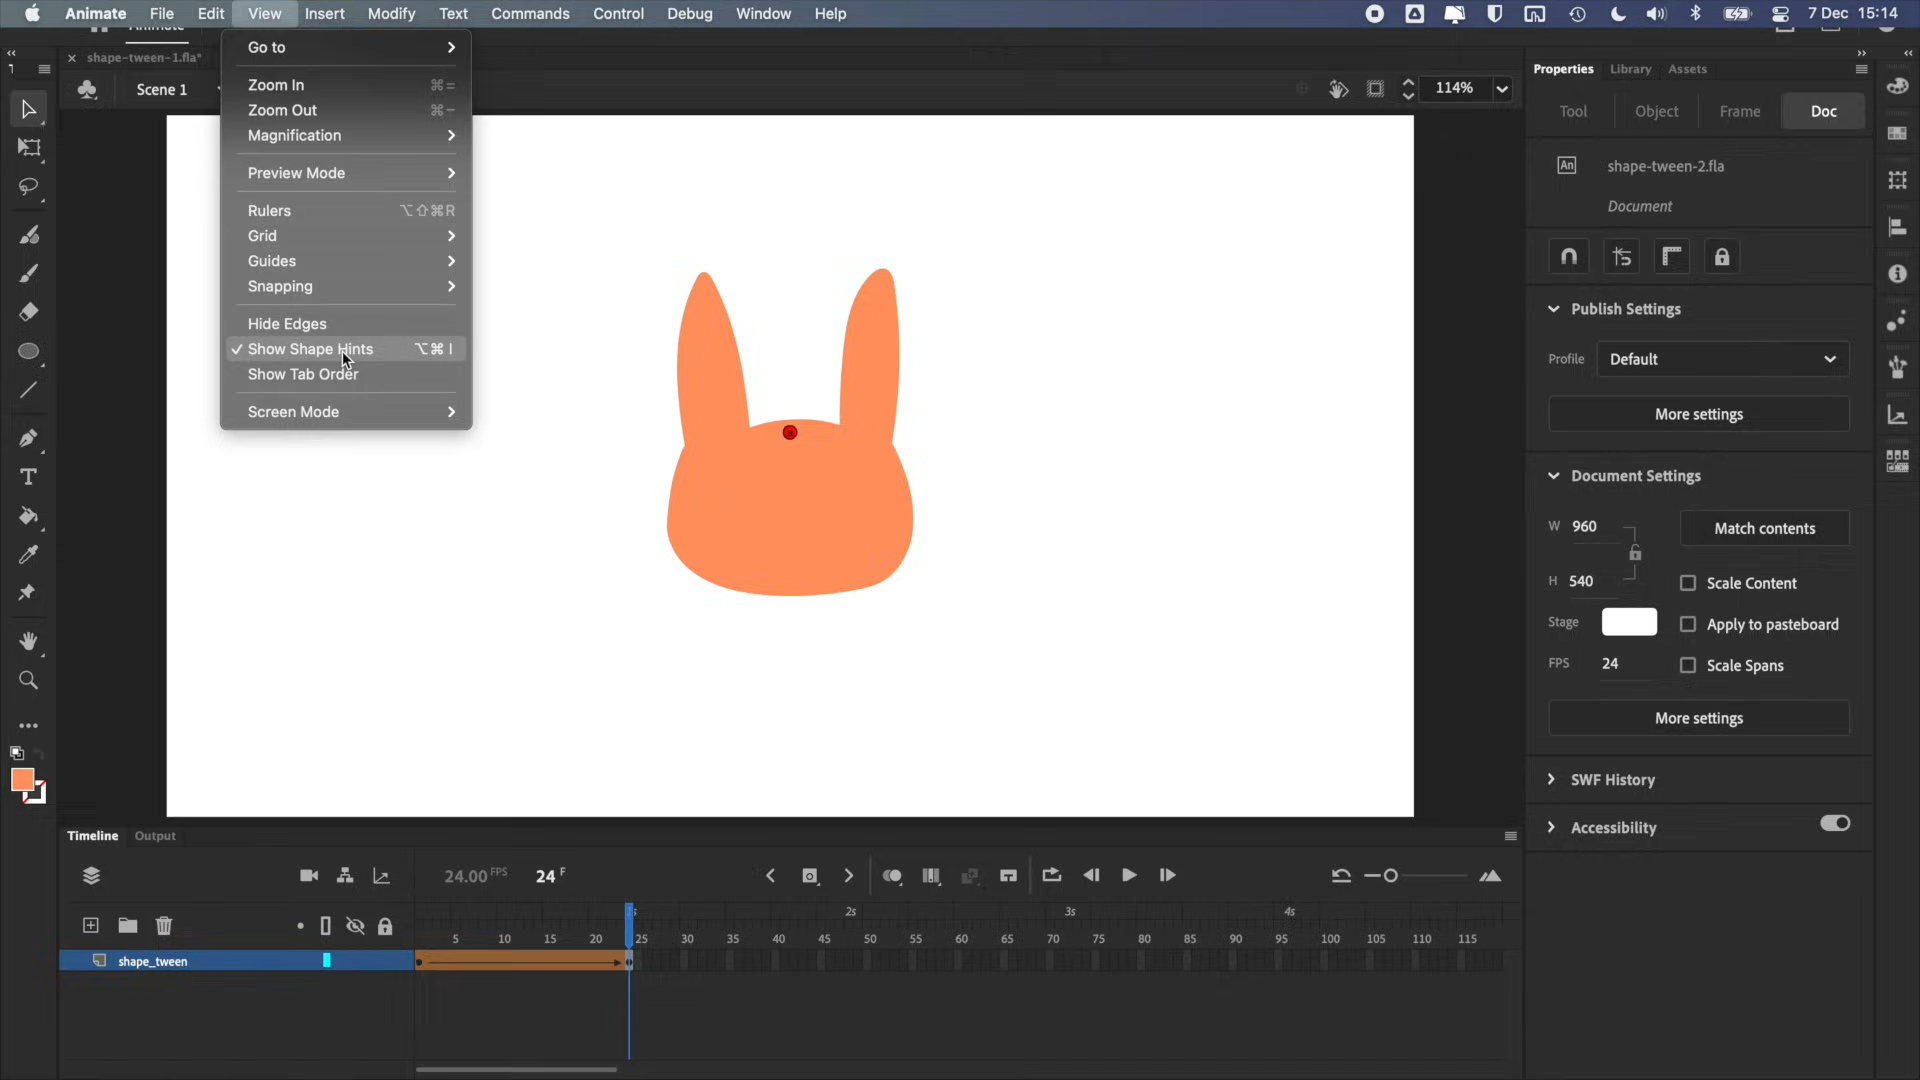 Animate File Edit View Insert Modify Text Commands Control Debug Window Help 7 Dec 15:14
shape-tween-1.fla*
Scene 1
114%
Go to
Zoom In ⌘=
Zoom Out ⌘−
Magnification
Preview Mode
Rulers ⌥⇧⌘R
Grid
Guides
Snapping
Hide Edges
✓ Show Shape Hints ⌥⌘I
Show Tab Order
Screen Mode
a
T
Properties Library Assets
Tool Object Frame Doc
An shape-tween-2.fla
Document
Publish Settings
Profile Default
More settings
Document Settings
W 960 Match contents
H 540 Scale Content
Stage Apply to pasteboard
FPS 24 Scale Spans
More settings
SWF History
Accessibility
Timeline Output
24.00 FPS 24 F
2s 3s 4s
5 10 15 20 25 30 35 40 45 50 55 60 65 70 75 80 85 90 95 100 105 110 115
shape_tween